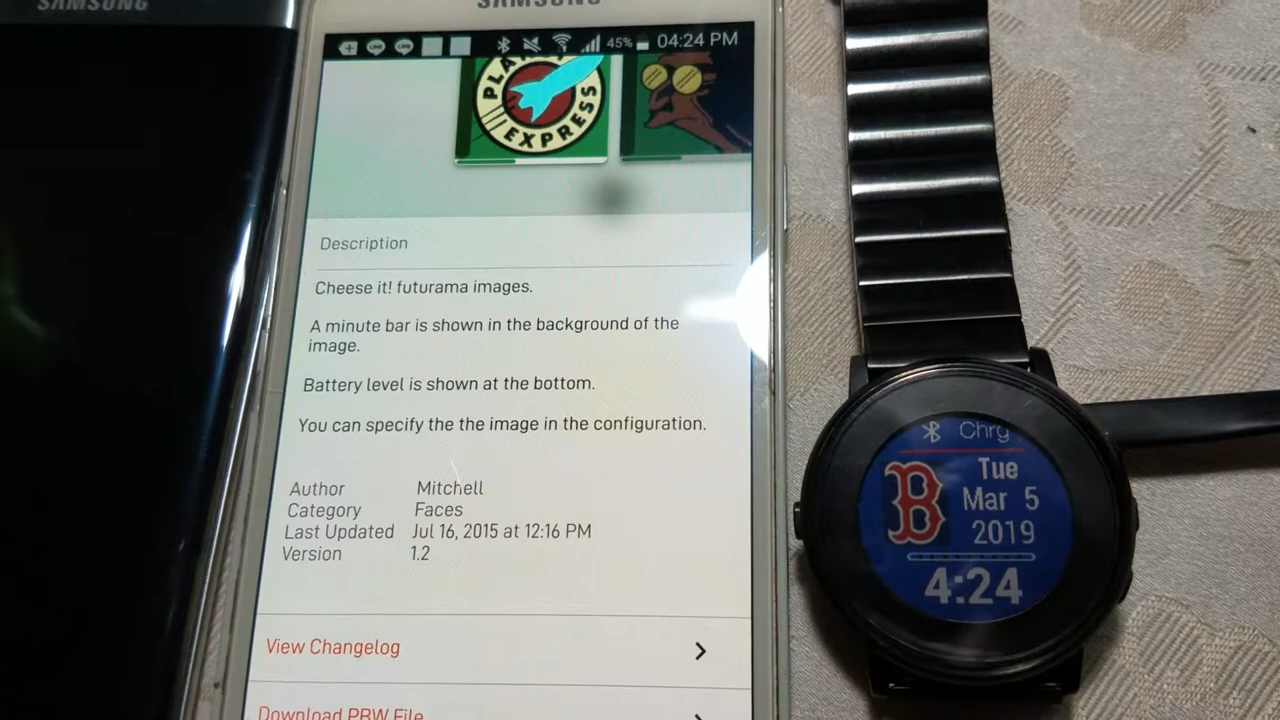 SAMSUNG
SAMSUNG
45% 04:24 PM
EXPRESS
Description
Cheese it! futurama images.
A minute bar is shown in the background of the
image.
Battery level is shown at the bottom.
You can specify the the image in the configuration.
Author Mitchell
Category Faces
Last Updated Jul 16, 2015 at 12:16 PM
Version 1.2
View Changelog
Download PBW File
Chrg
B
Tue
Mar 5
2019
4:24